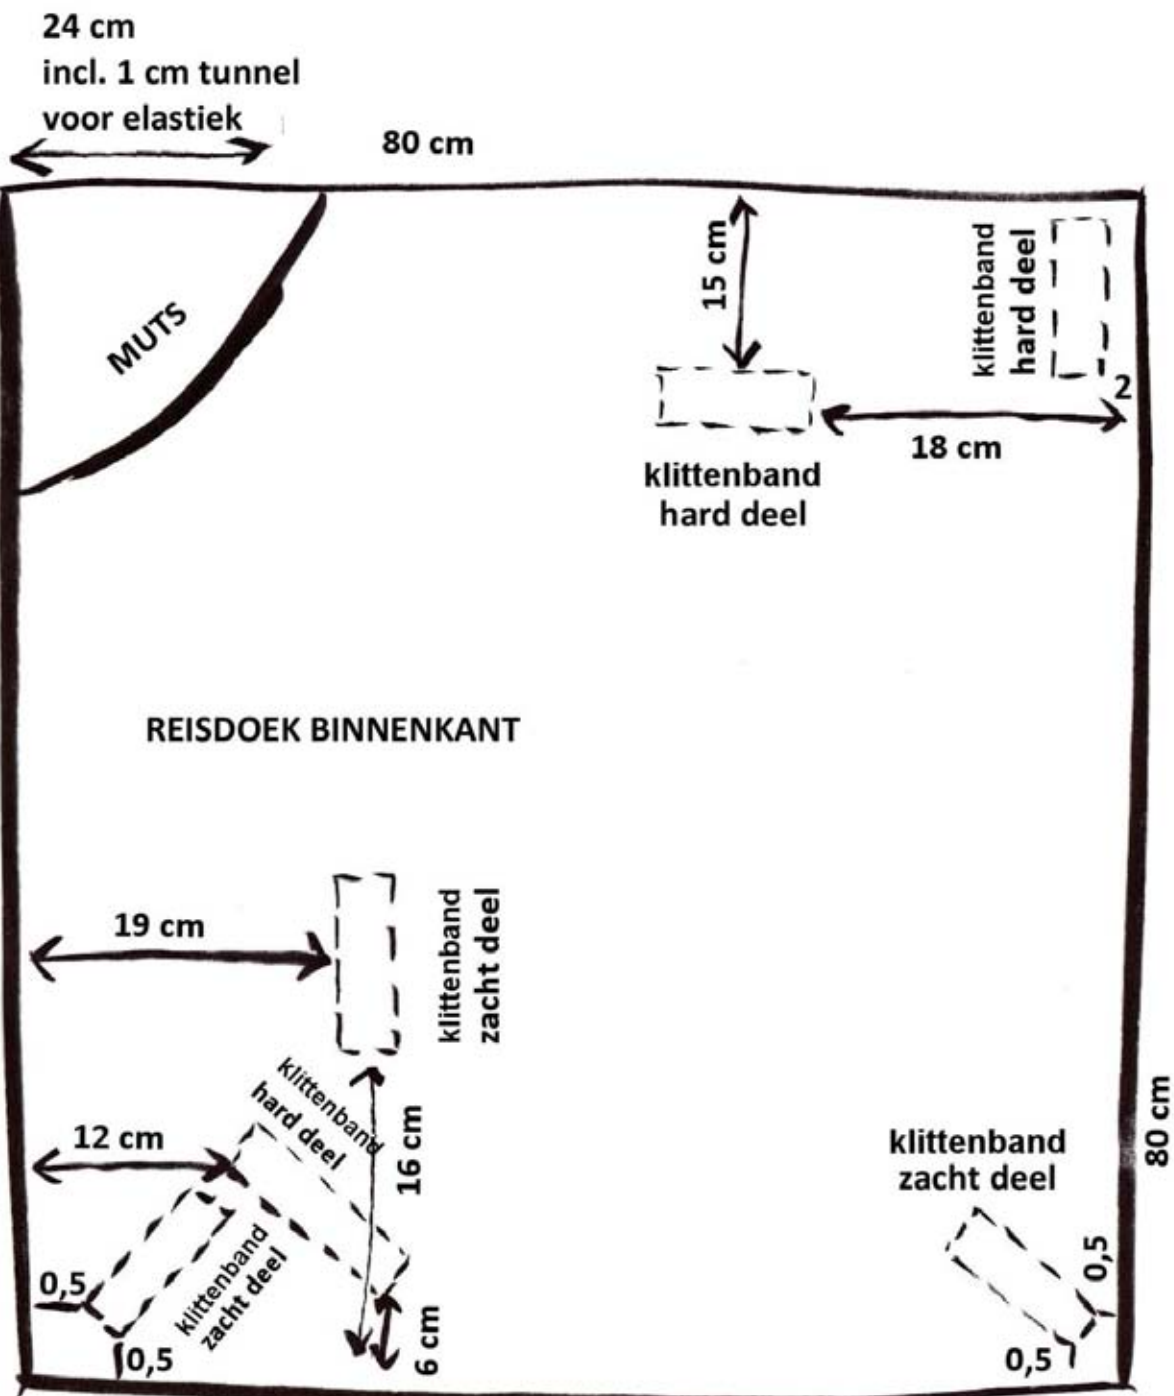 24 cm
incl. 1 cm tunnel
voor elastiek
80 cm
MUTS
15 cm
klittenband
hard deel
2
18 cm
klittenband
hard deel
REISDOEK BINNENKANT
19 cm
klittenband
zacht deel
klittenband
hard deel
12 cm
16 cm
klittenband
zacht deel
0,5
0,5
6 cm
klittenband
zacht deel
0,5
0,5
80 cm